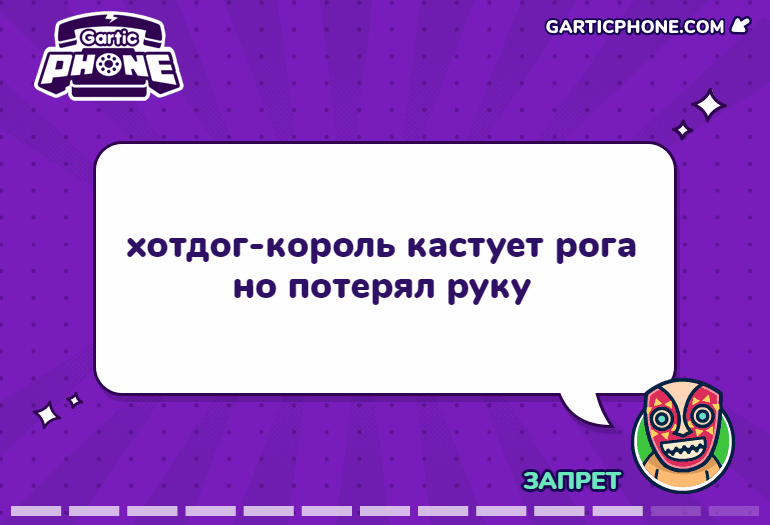 Gartic
PHONE
GARTICPHONE.COM
хотдог-король кастует рога
но потерял руку
ЗАПРЕТ